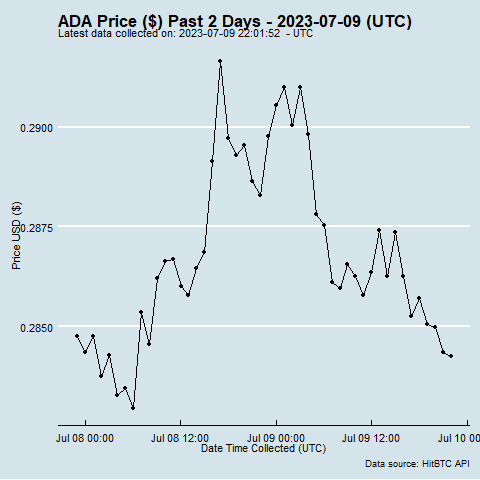 ADA Price ($) Past 2 Days - 2023-07-09 (UTC)
Latest data collected on: 2023-07-09 22:01:52  - UTC
0.2900
0.2875
0.2850
Price USD ($)
Jul 08 00:00 Jul 08 12:00 Jul 09 00:00 Jul 09 12:00 Jul 10 00
Date Time Collected (UTC)
Data source: HitBTC API